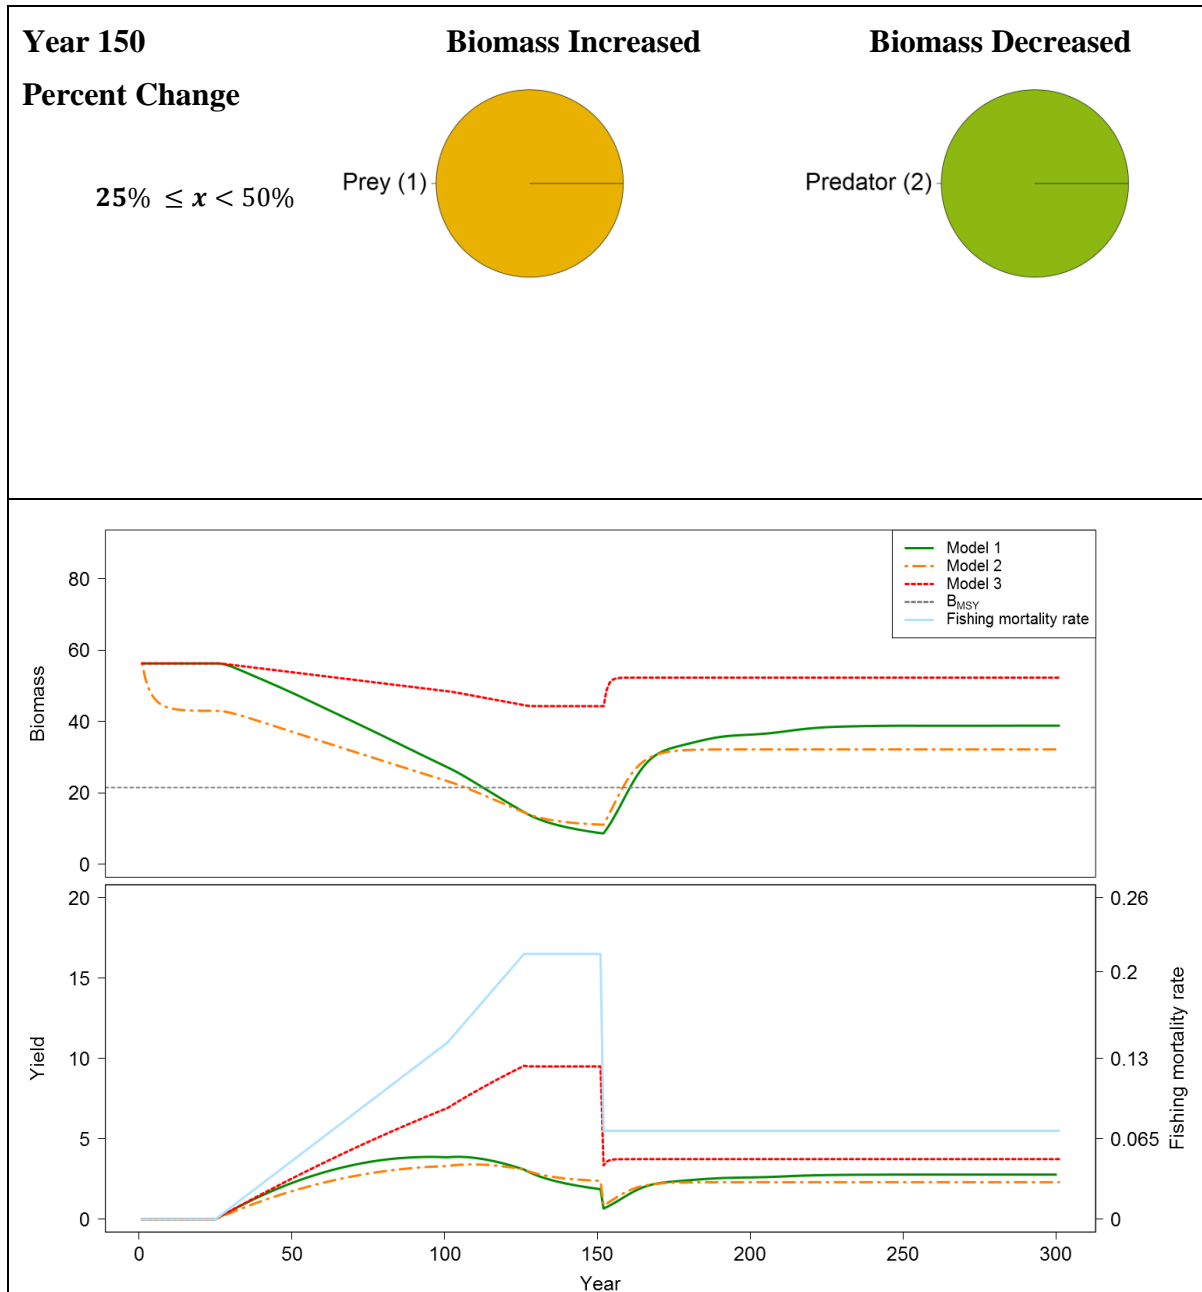 Year 150
Biomass Increased
Biomass Decreased
Percent Change
Prey (1)
Predator (2)
25% ≤ x < 50%
Model 1
Model 2
Model 3
BMSY
Fishing mortality rate
80
60
40
20
0
Biomass
20
15
10
5
0
Yield
0.26
0.2
0.13
0.065
0
Fishing mortality rate
0 50 100 150 200 250 300
Year